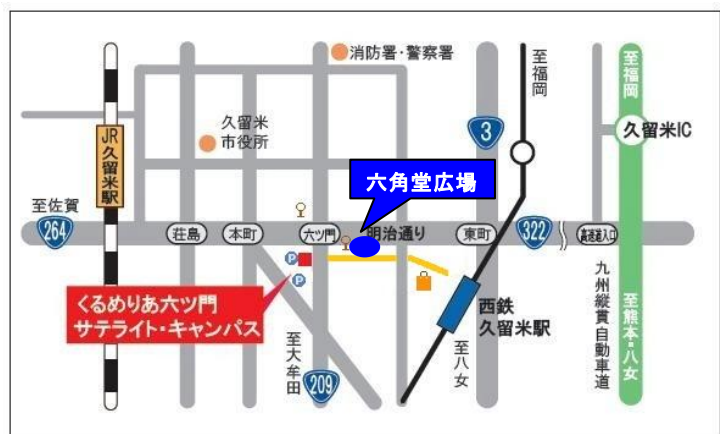 消防署・警察署
至福岡
至福岡
3
久留米
市役所
JR
久留米駅
久留米IC
六角堂広場
至佐賀
264
荘島
本町
六ツ門
明治通り
東町
322
高速道入口
P
P
くるめりあ六ツ門
サテライト・キャンパス
西鉄
久留米駅
九州縦貫自動車道
至熊本・八女
至大牟田
209
至八女